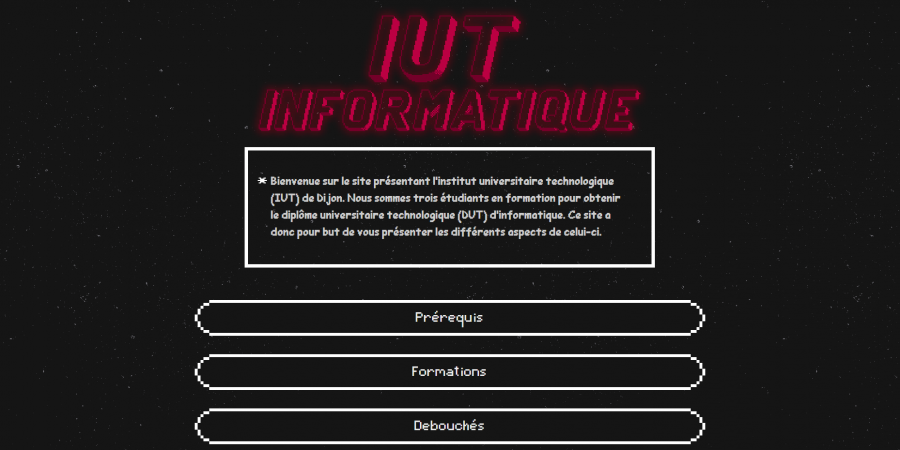 IUT
INFORMATIQUE
* Bienvenue sur le site présentant l'institut universitaire technologique
(IUT) de Dijon. Nous sommes trois étudiants en formation pour obtenir
le diplôme universitaire technologique (DUT) d'informatique. Ce site a
donc pour but de vous présenter les différents aspects de celui-ci.
Prérequis
Formations
Debouchés